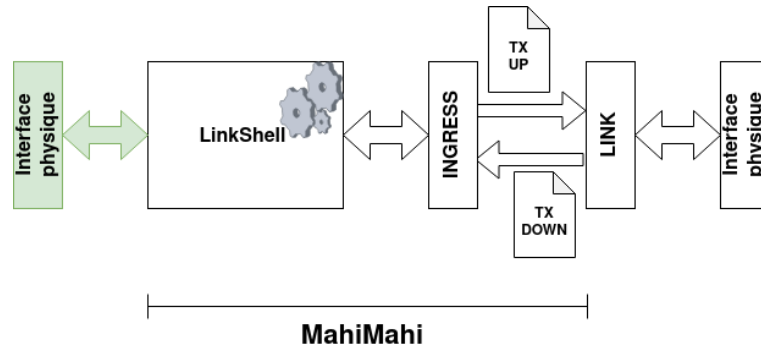 Interface
physique
LinkShell
INGRESS
TX
UP
TX
DOWN
LINK
Interface
physique
MahiMahi